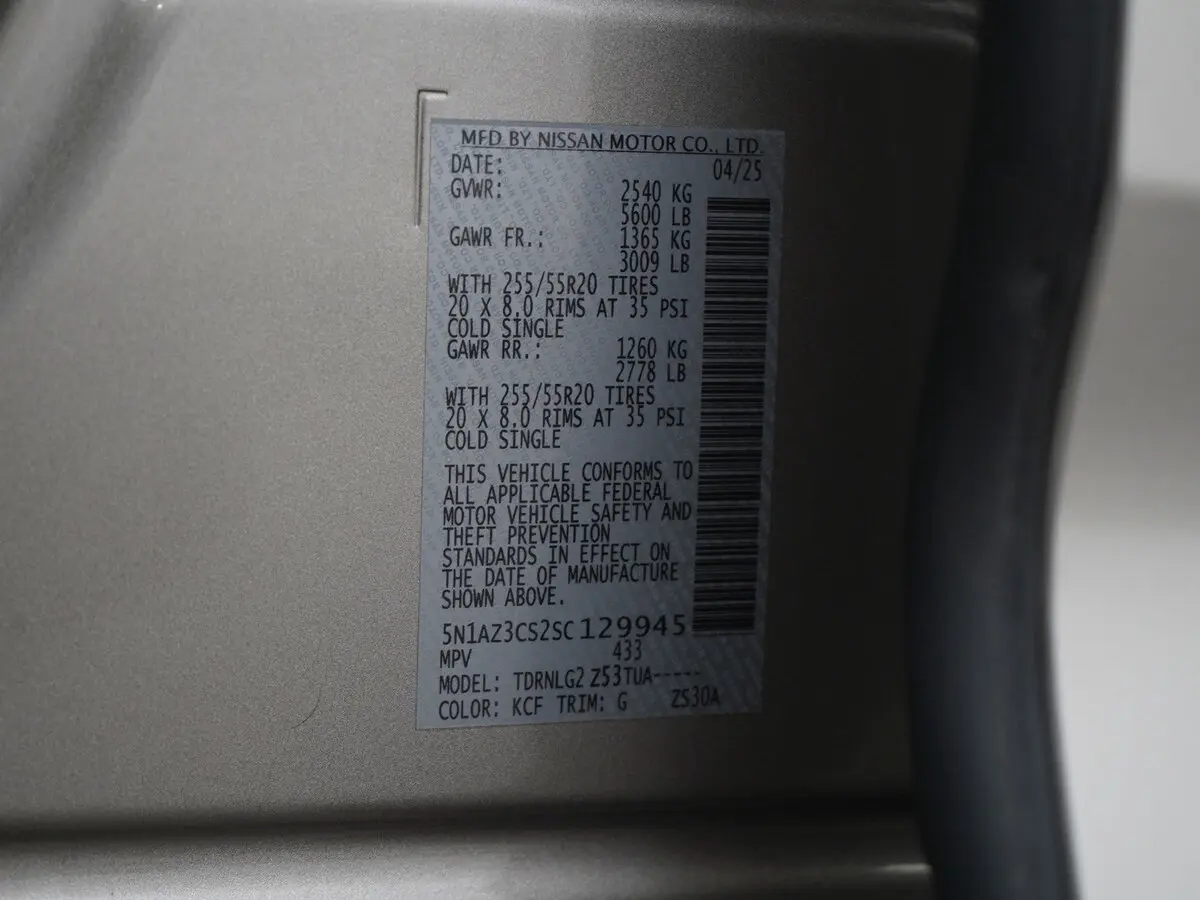 MFD BY NISSAN MOTOR CO., LTD.
DATE: 04/25
GVWR: 2540 KG
5600 LB
GAWR FR.: 1365 KG
3009 LB
WITH 255/55R20 TIRES
20 X 8.0 RIMS AT 35 PSI
COLD SINGLE
GAWR RR.: 1260 KG
2778 LB
WITH 255/55R20 TIRES
20 X 8.0 RIMS AT 35 PSI
COLD SINGLE
THIS VEHICLE CONFORMS TO
ALL APPLICABLE FEDERAL
MOTOR VEHICLE SAFETY AND
THEFT PREVENTION
STANDARDS IN EFFECT ON
THE DATE OF MANUFACTURE
SHOWN ABOVE.
5N1AZ3CS2SC129945
MPV 433
MODEL: TDRNLG2 Z53TUA-----
COLOR: KCF TRIM: G ZS30A